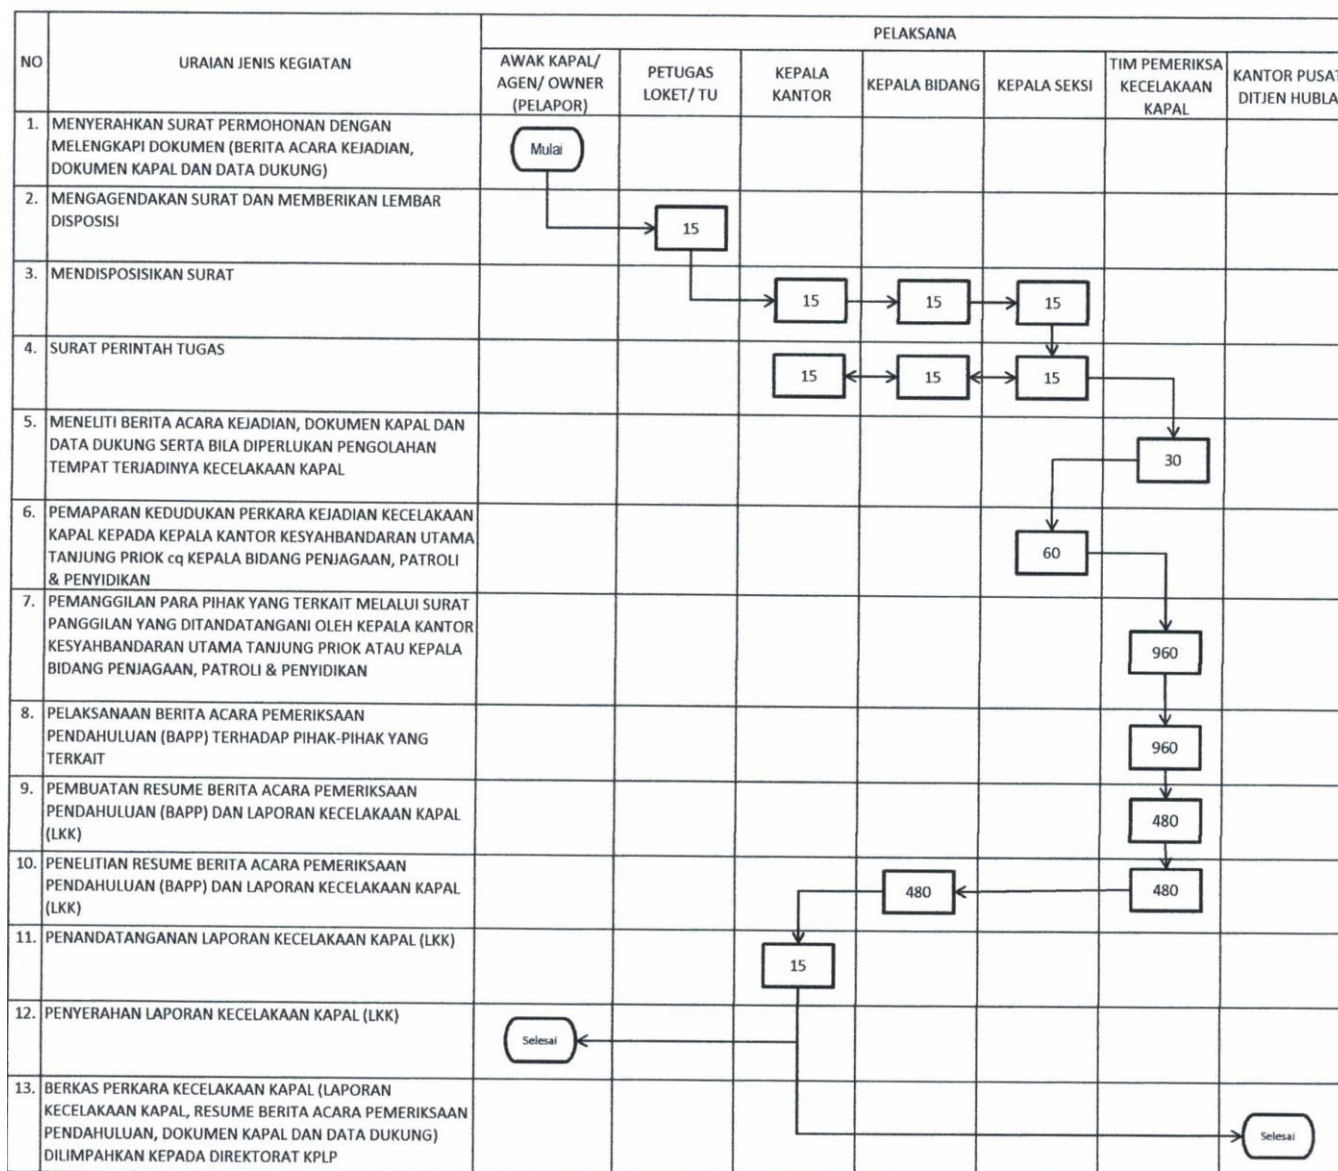 PELAKSANA
NO
URAIAN JENIS KEGIATAN
AWAK KAPAL/
AGEN/ OWNER
(PELAPOR)
PETUGAS
LOKET/ TU
KEPALA
KANTOR
KEPALA BIDANG
KEPALA SEKSI
TIM PEMERIKSA
KECELAKAAN
KAPAL
KANTOR PUSAT
DITJEN HUBLA
1. MENYERAHKAN SURAT PERMOHONAN DENGAN
MELENGKAPI DOKUMEN (BERITA ACARA KEJADIAN,
DOKUMEN KAPAL DAN DATA DUKUNG)
Mulai
2. MENGAGENDAKAN SURAT DAN MEMBERIKAN LEMBAR
DISPOSISI
15
3. MENDISPOSISIKAN SURAT
15 15 15
4. SURAT PERINTAH TUGAS
15 15 15
5. MENELITI BERITA ACARA KEJADIAN, DOKUMEN KAPAL DAN
DATA DUKUNG SERTA BILA DIPERLUKAN PENGOLAHAN
TEMPAT TERJADINYA KECELAKAAN KAPAL
30
6. PEMAPARAN KEDUDUKAN PERKARA KEJADIAN KECELAKAAN
KAPAL KEPADA KEPALA KANTOR KESYAHBANDARAN UTAMA
TANJUNG PRIOK cq KEPALA BIDANG PENJAGAAN, PATROLI
& PENYIDIKAN
60
7. PEMANGGILAN PARA PIHAK YANG TERKAIT MELALUI SURAT
PANGGILAN YANG DITANDATANGANI OLEH KEPALA KANTOR
KESYAHBANDARAN UTAMA TANJUNG PRIOK ATAU KEPALA
BIDANG PENJAGAAN, PATROLI & PENYIDIKAN
960
8. PELAKSANAAN BERITA ACARA PEMERIKSAAN
PENDAHULUAN (BAPP) TERHADAP PIHAK-PIHAK YANG
TERKAIT
960
9. PEMBUATAN RESUME BERITA ACARA PEMERIKSAAN
PENDAHULUAN (BAPP) DAN LAPORAN KECELAKAAN KAPAL
(LKK)
480
10. PENELITIAN RESUME BERITA ACARA PEMERIKSAAN
PENDAHULUAN (BAPP) DAN LAPORAN KECELAKAAN KAPAL
(LKK)
480 480
11. PENANDATANGANAN LAPORAN KECELAKAAN KAPAL (LKK)
15
12. PENYERAHAN LAPORAN KECELAKAAN KAPAL (LKK)
Selesai
13. BERKAS PERKARA KECELAKAAN KAPAL (LAPORAN
KECELAKAAN KAPAL, RESUME BERITA ACARA PEMERIKSAAN
PENDAHULUAN, DOKUMEN KAPAL DAN DATA DUKUNG)
DILIMPAHKAN KEPADA DIREKTORAT KPLP
Selesai